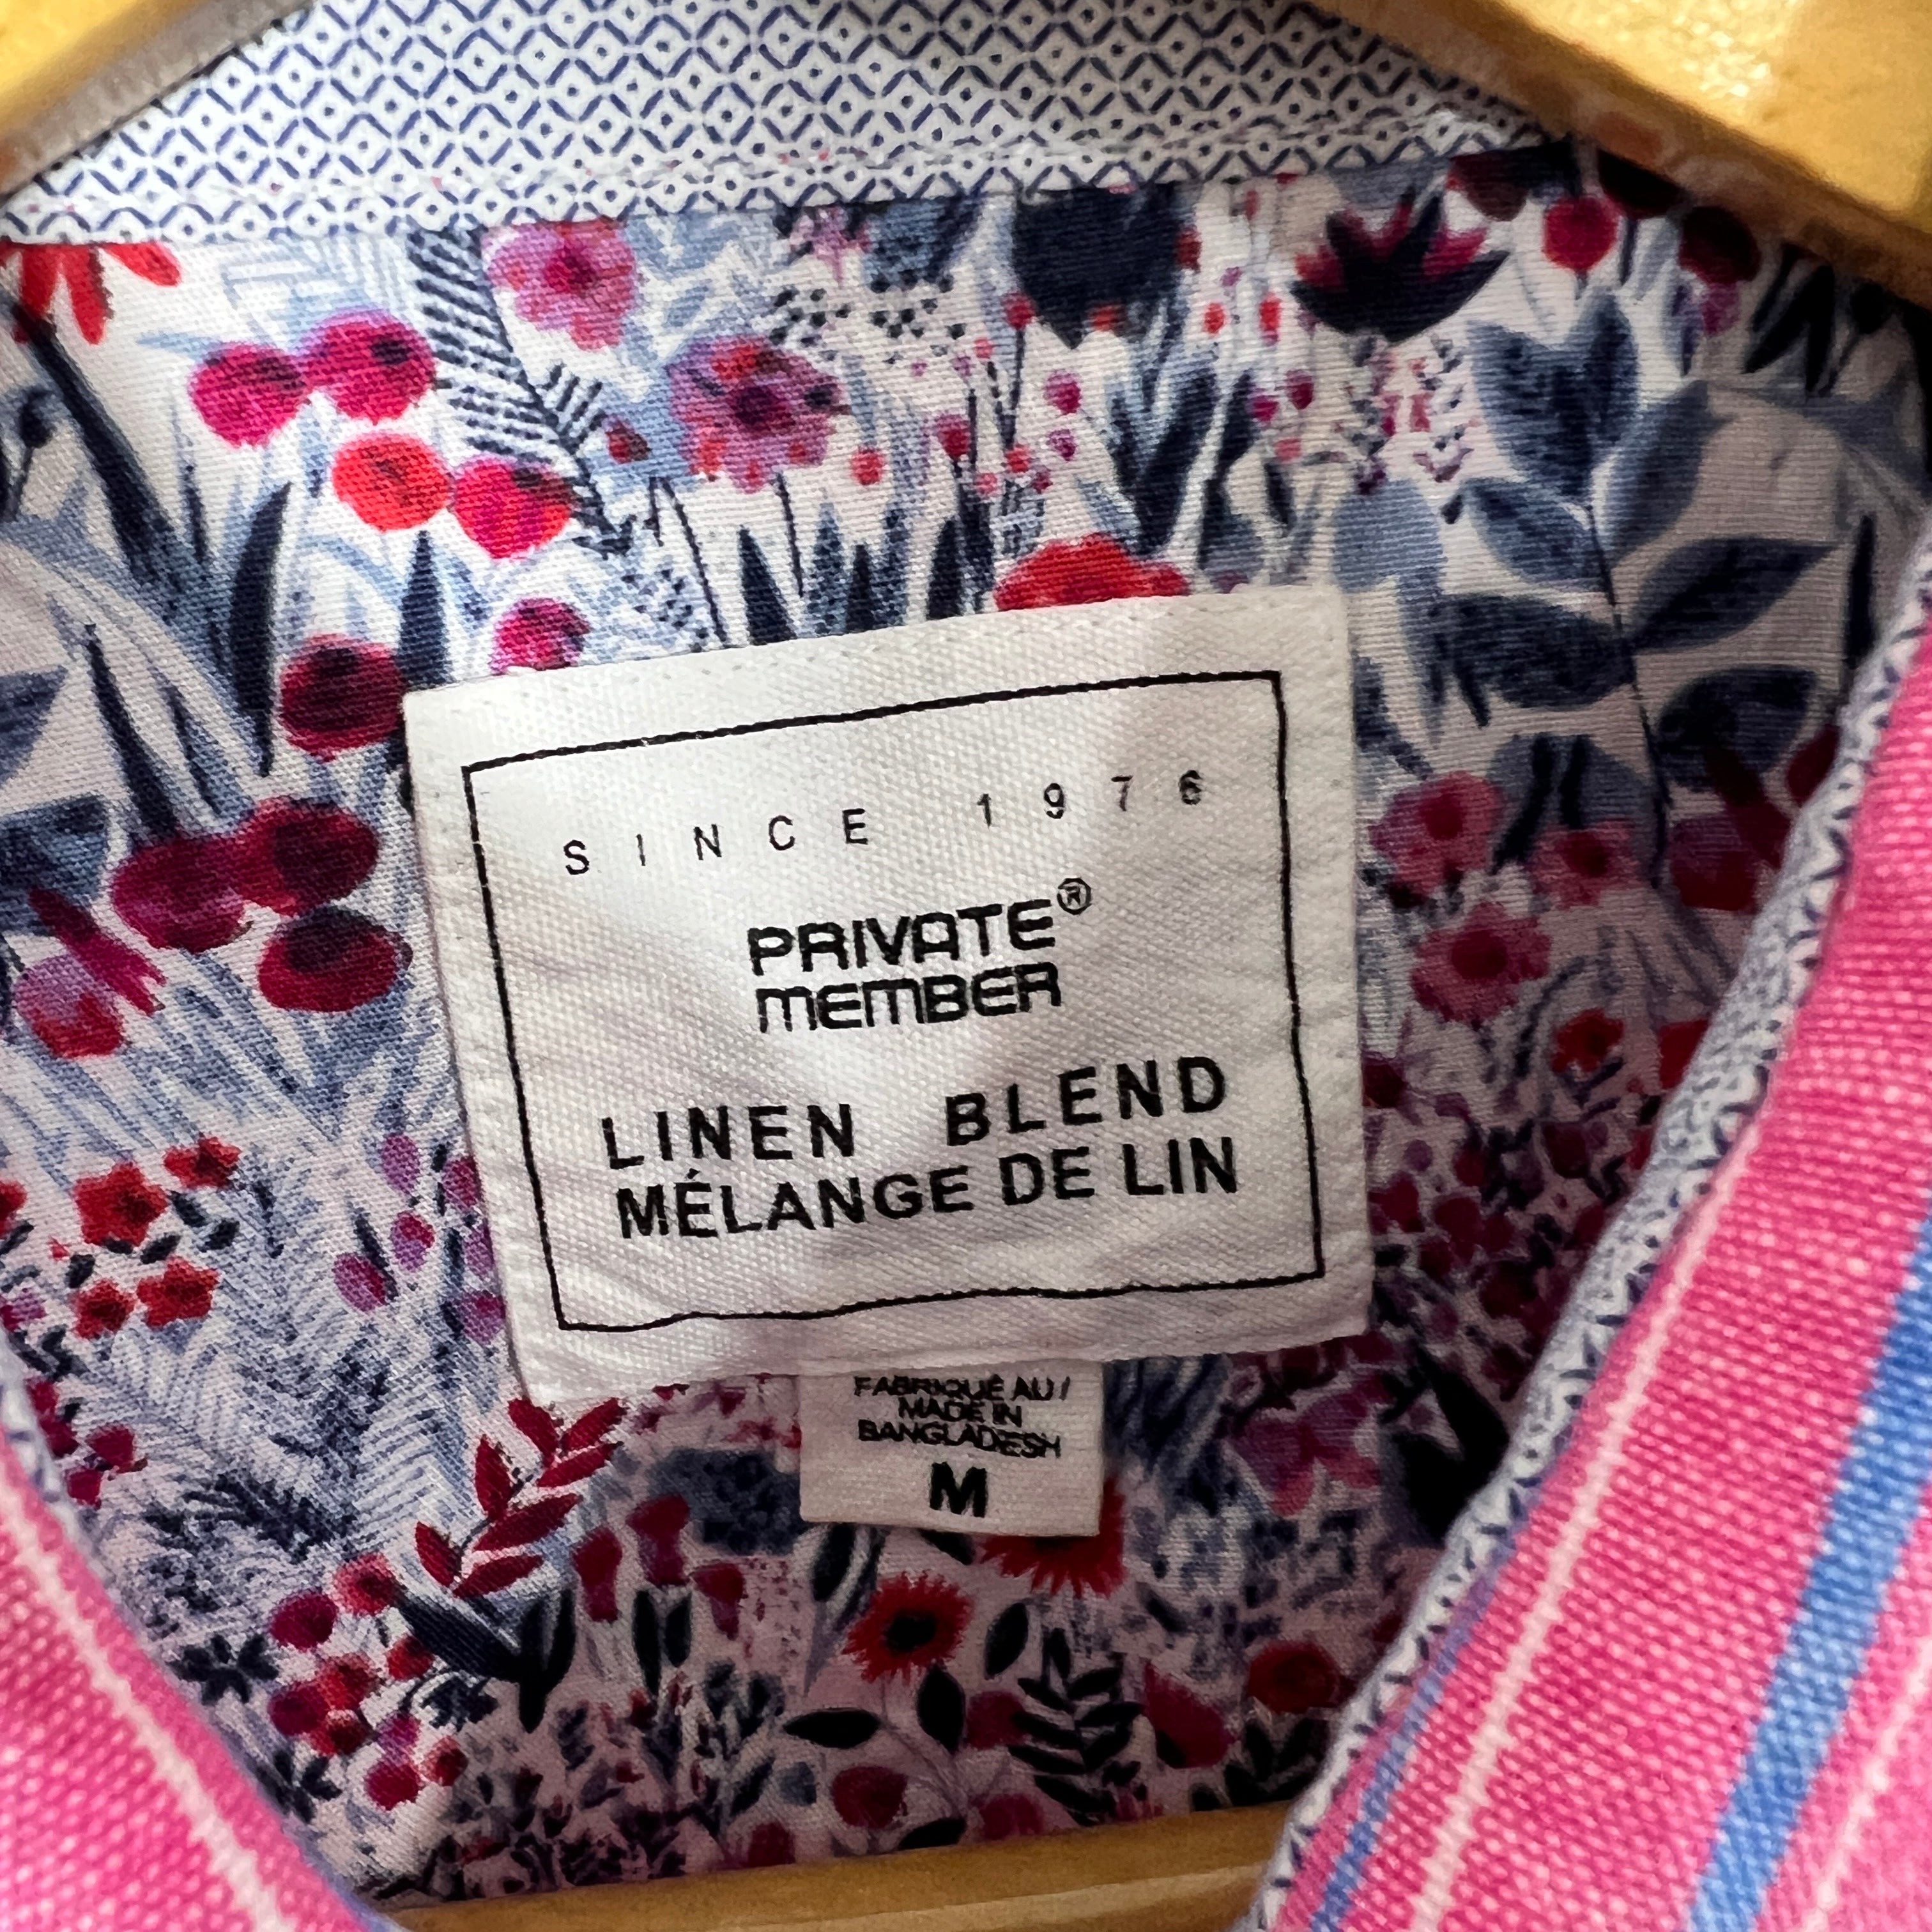 SINCE 1976
PRIVATE®
MEMBER
LINEN BLEND
MÉLANGE DE LIN
FABRIQUÉ AU /
MADE IN
BANGLADESH
M